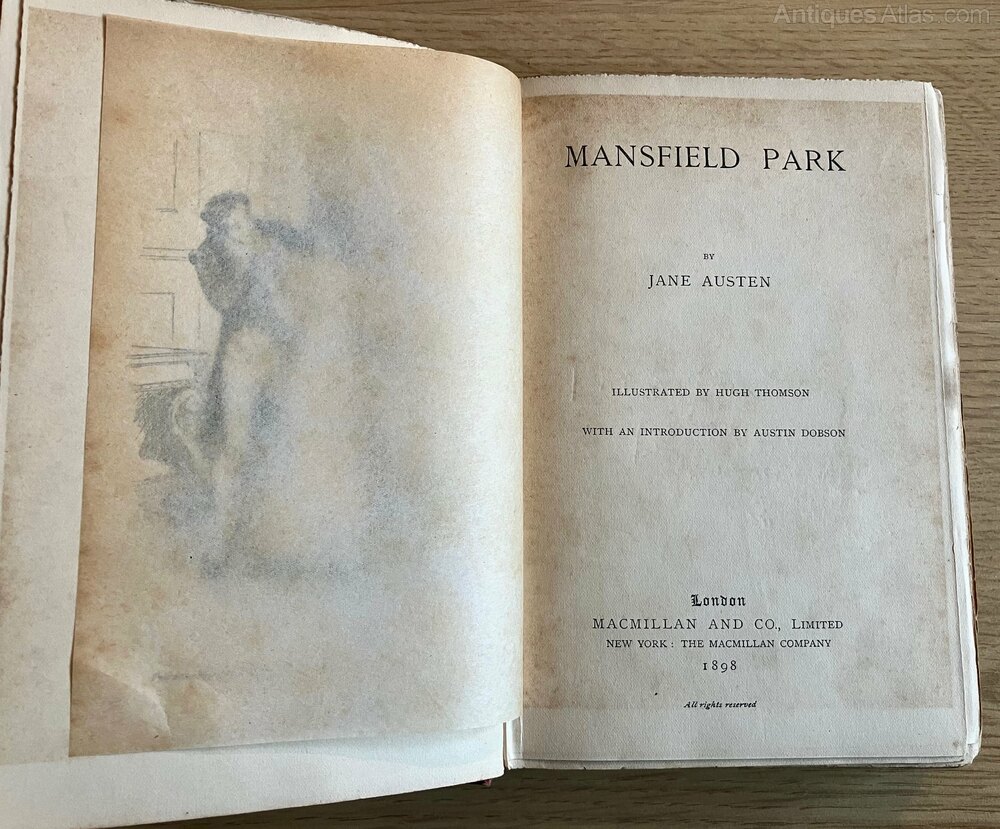 AntiquesAtlas.com
MANSFIELD PARK
BY
JANE AUSTEN
ILLUSTRATED BY HUGH THOMSON
WITH AN INTRODUCTION BY AUSTIN DOBSON
London
MACMILLAN AND CO., LIMITED
NEW YORK: THE MACMILLAN COMPANY
1898
All rights reserved